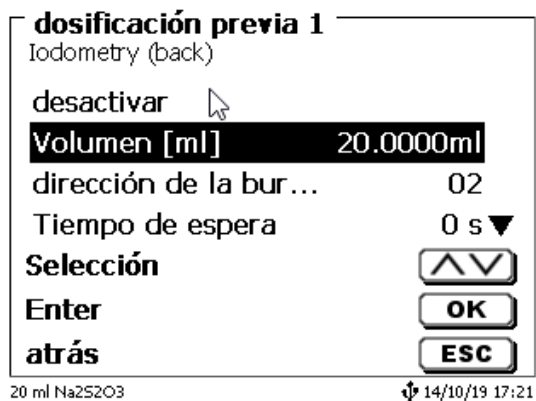 dosificación previa 1
Iodometry (back)
desactivar
Volumen [ml] 20.0000ml
dirección de la bur... 02
Tiempo de espera 0 s
Selección
Enter OK
atrás ESC
20 ml Na2S2O3 14/10/19 17:21